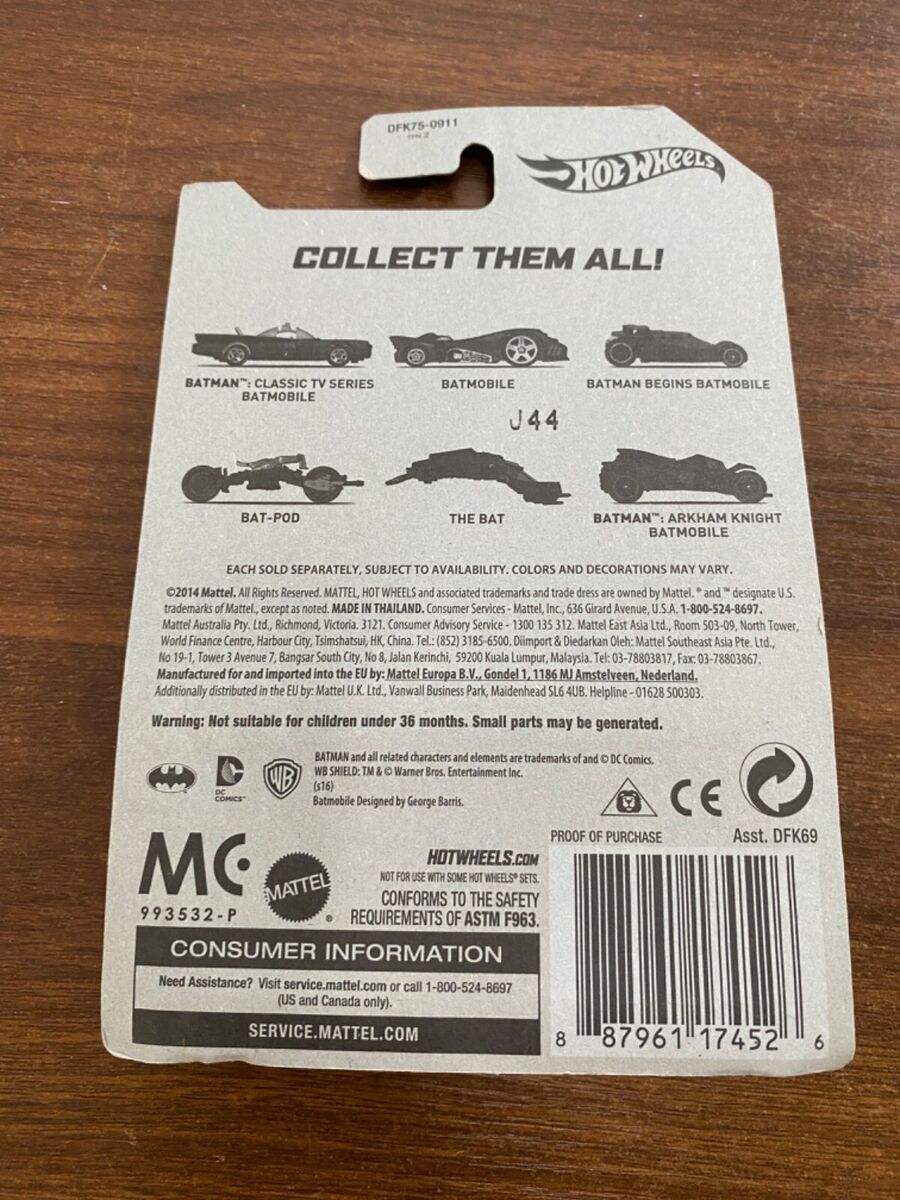 DFK75-0911
HOT WHEELS
COLLECT THEM ALL!
BATMAN™: CLASSIC TV SERIES
BATMOBILE
BATMOBILE
BATMAN BEGINS BATMOBILE
J44
BAT-POD
THE BAT
BATMAN™: ARKHAM KNIGHT
BATMOBILE
EACH SOLD SEPARATELY, SUBJECT TO AVAILABILITY. COLORS AND DECORATIONS MAY VARY.
©2014 Mattel. All Rights Reserved. MATTEL, HOT WHEELS and associated trademarks and trade dress are owned by Mattel. ® and ™ designate U.S.
trademarks of Mattel, except as noted. MADE IN THAILAND. Consumer Services - Mattel, Inc., 636 Girard Avenue, U.S.A. 1-800-524-8697.
Mattel Australia Pty. Ltd., Richmond, Victoria. 3121. Consumer Advisory Service - 1300 135 312. Mattel East Asia Ltd., Room 503-09, North Tower,
World Finance Centre, Harbour City, Tsimshatsui, HK, China. Tel.: (852) 3185-6500. Diimport & Diedarkan Oleh: Mattel Southeast Asia Pte. Ltd.,
No 19-1, Tower 3 Avenue 7, Bangsar South City, No 8, Jalan Kerinchi, 59200 Kuala Lumpur, Malaysia. Tel: 03-78803817, Fax: 03-78803867.
Manufactured for and imported into the EU by: Mattel Europa B.V., Gondel 1, 1186 MJ Amstelveen, Nederland.
Additionally distributed in the EU by: Mattel U.K. Ltd., Vanwall Business Park, Maidenhead SL6 4UB. Helpline - 01628 500303.
Warning: Not suitable for children under 36 months. Small parts may be generated.
DC
COMICS™
WB
BATMAN and all related characters and elements are trademarks of and © DC Comics.
WB SHIELD: TM & © Warner Bros. Entertainment Inc.
(s16)
Batmobile Designed by George Barris.
CE
PROOF OF PURCHASE
Asst. DFK69
MC
993532-P
MATTEL®
HOTWHEELS.COM
NOT FOR USE WITH SOME HOT WHEELS® SETS.
CONFORMS TO THE SAFETY
REQUIREMENTS OF ASTM F963.
CONSUMER INFORMATION
Need Assistance? Visit service.mattel.com or call 1-800-524-8697
(US and Canada only).
SERVICE.MATTEL.COM
8 87961 17452 6